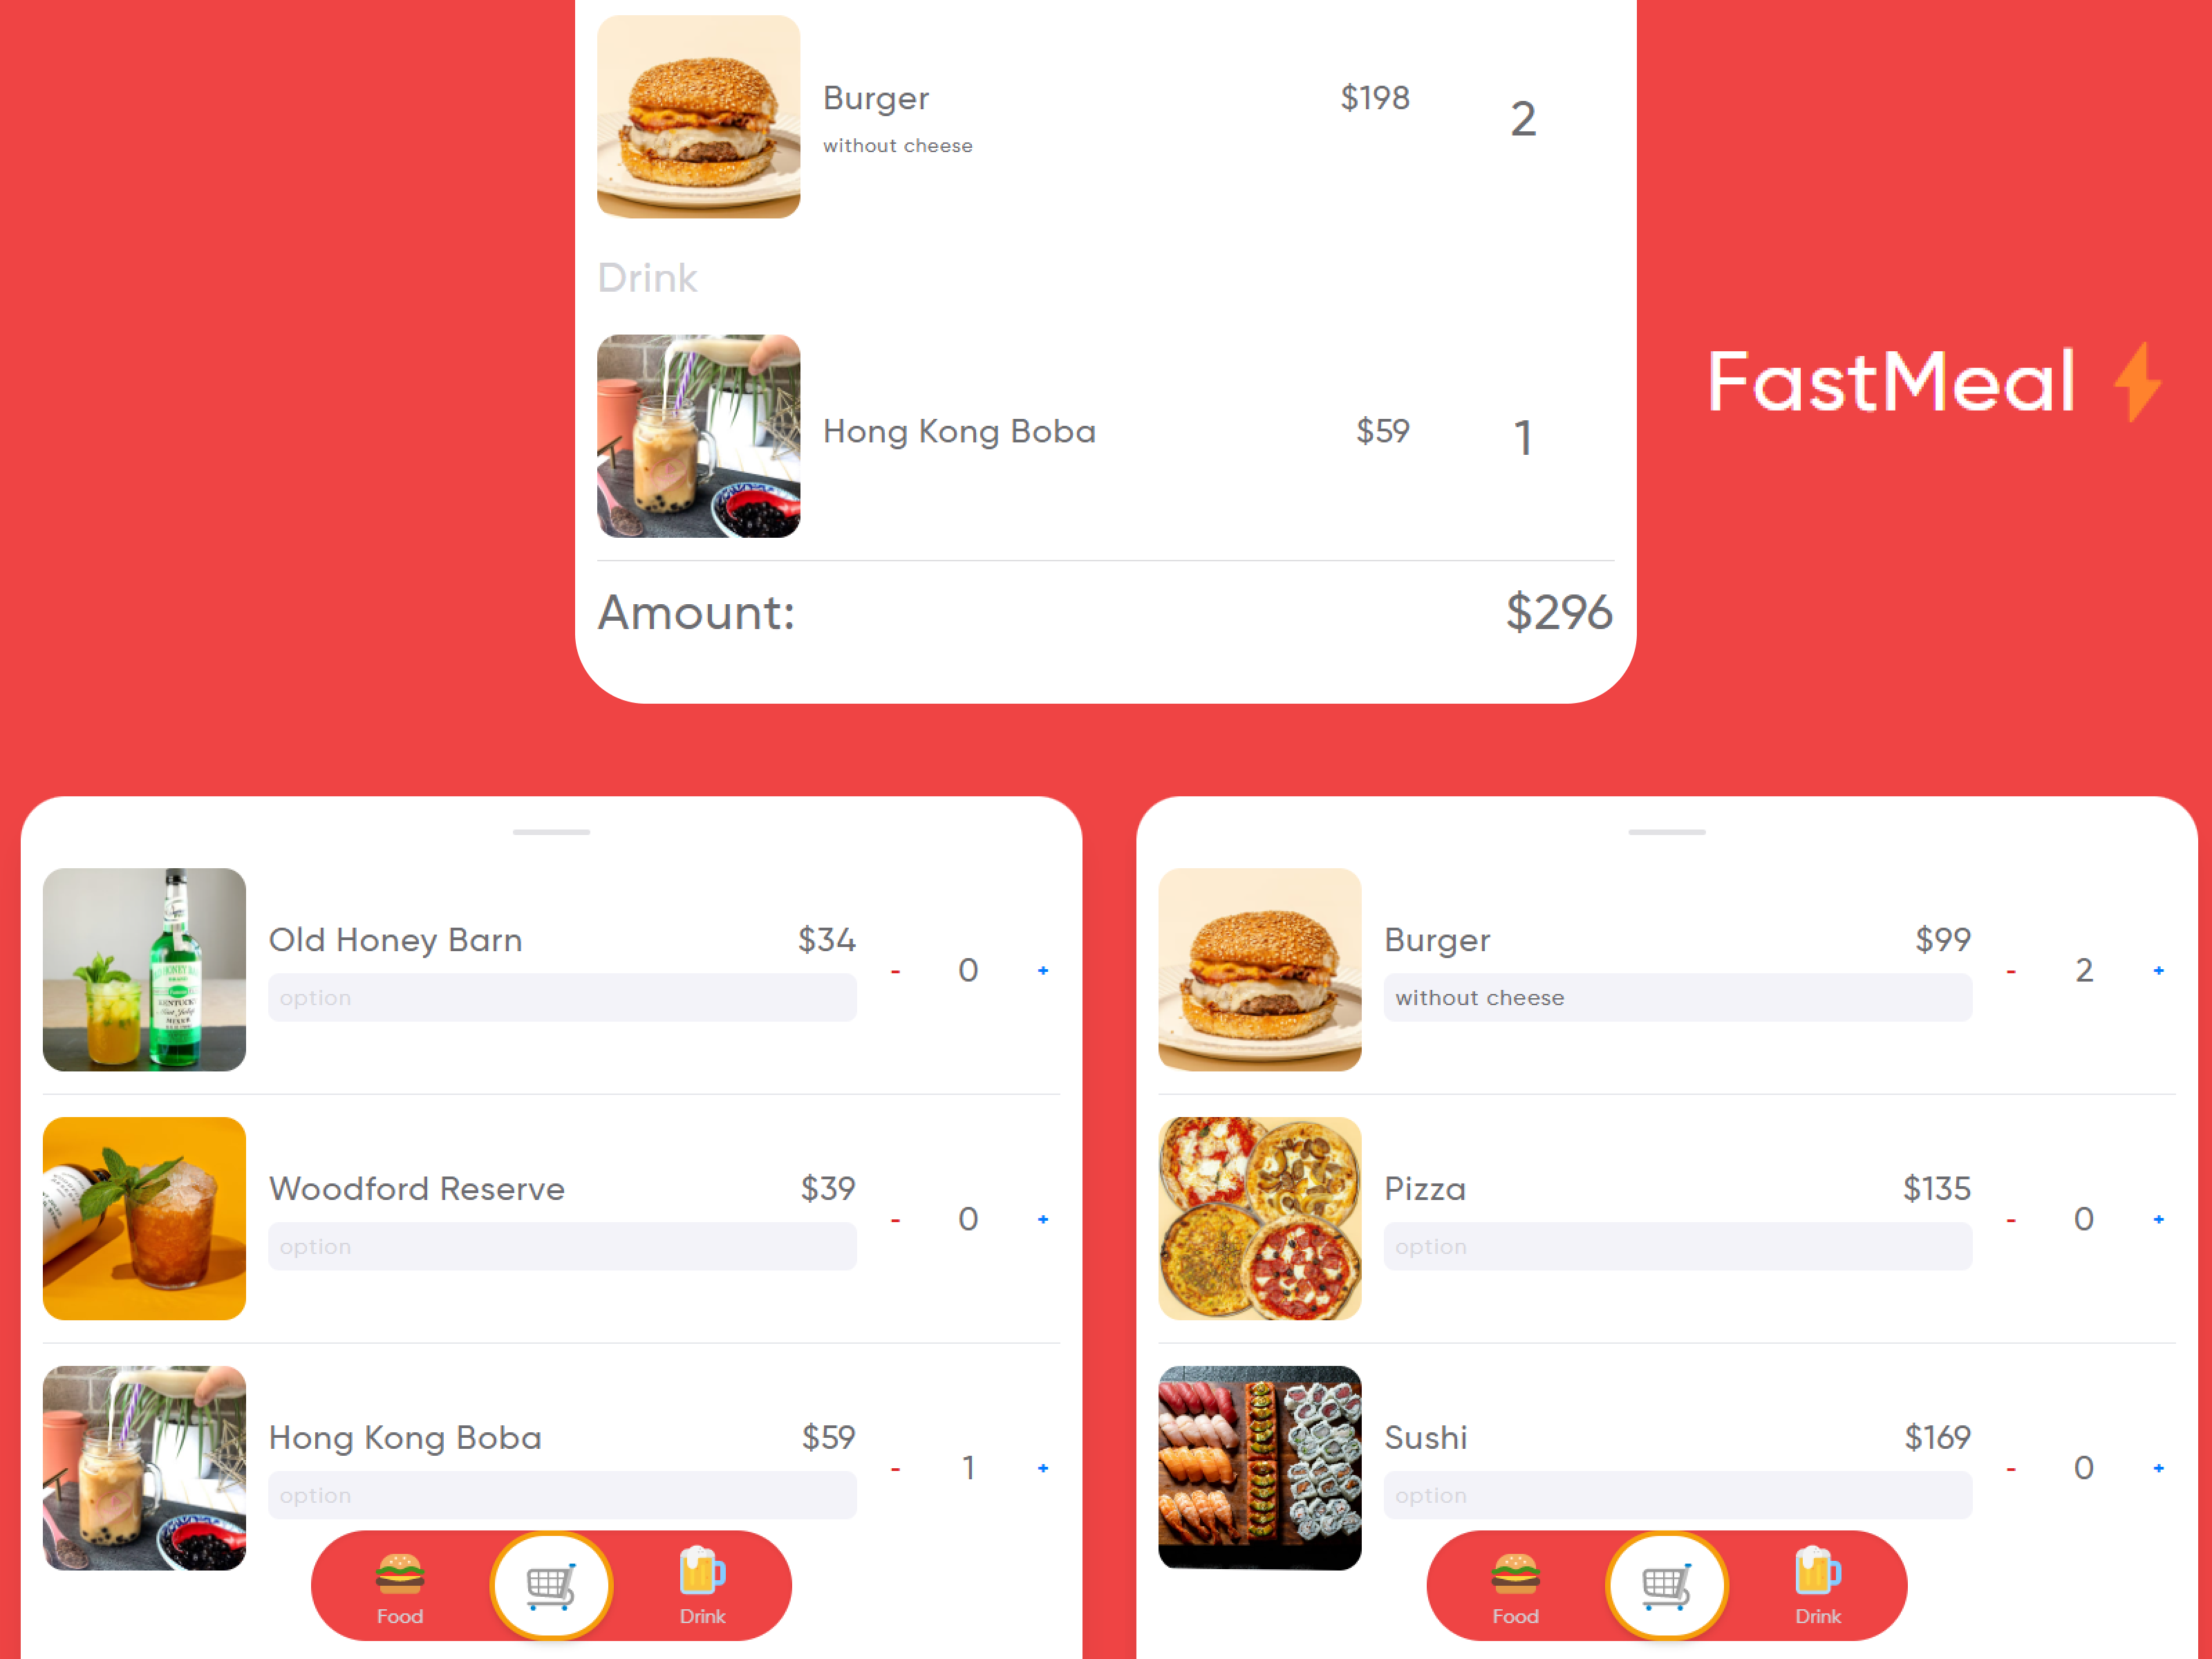 Burger $198 2
without cheese
Drink
Hong Kong Boba $59 1
Amount: $296
FastMeal
Old Honey Barn $34
option
- 0 +
Woodford Reserve $39
option
- 0 +
Hong Kong Boba $59
option
- 1 +
Food Drink
Burger $99
without cheese
- 2 +
Pizza $135
option
- 0 +
Sushi $169
option
- 0 +
Food Drink